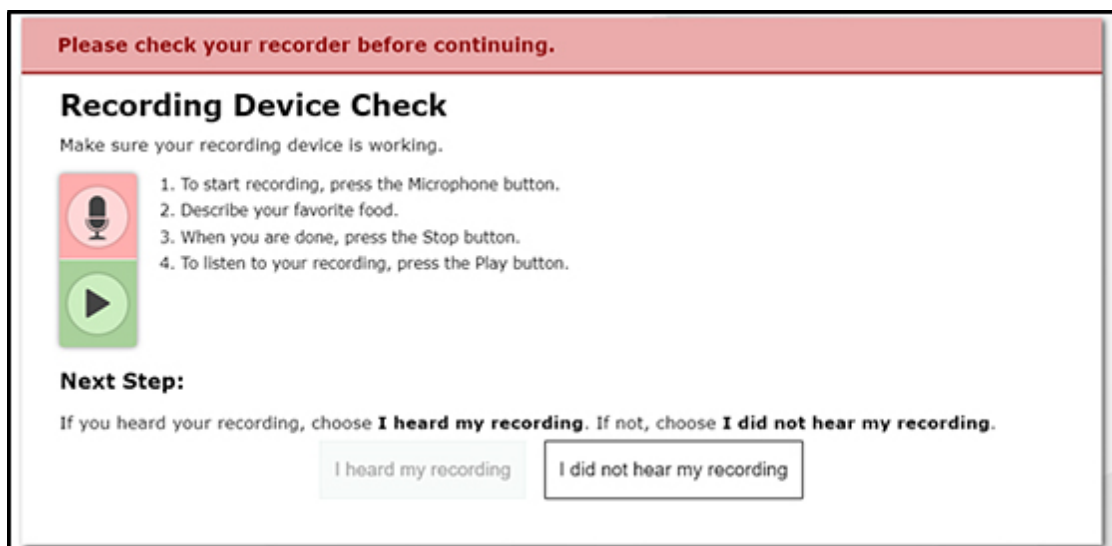 Please check your recorder before continuing.
Recording Device Check
Make sure your recording device is working.
1. To start recording, press the Microphone button.
2. Describe your favorite food.
3. When you are done, press the Stop button.
4. To listen to your recording, press the Play button.
Next Step:
If you heard your recording, choose I heard my recording. If not, choose I did not hear my recording.
I heard my recording
I did not hear my recording